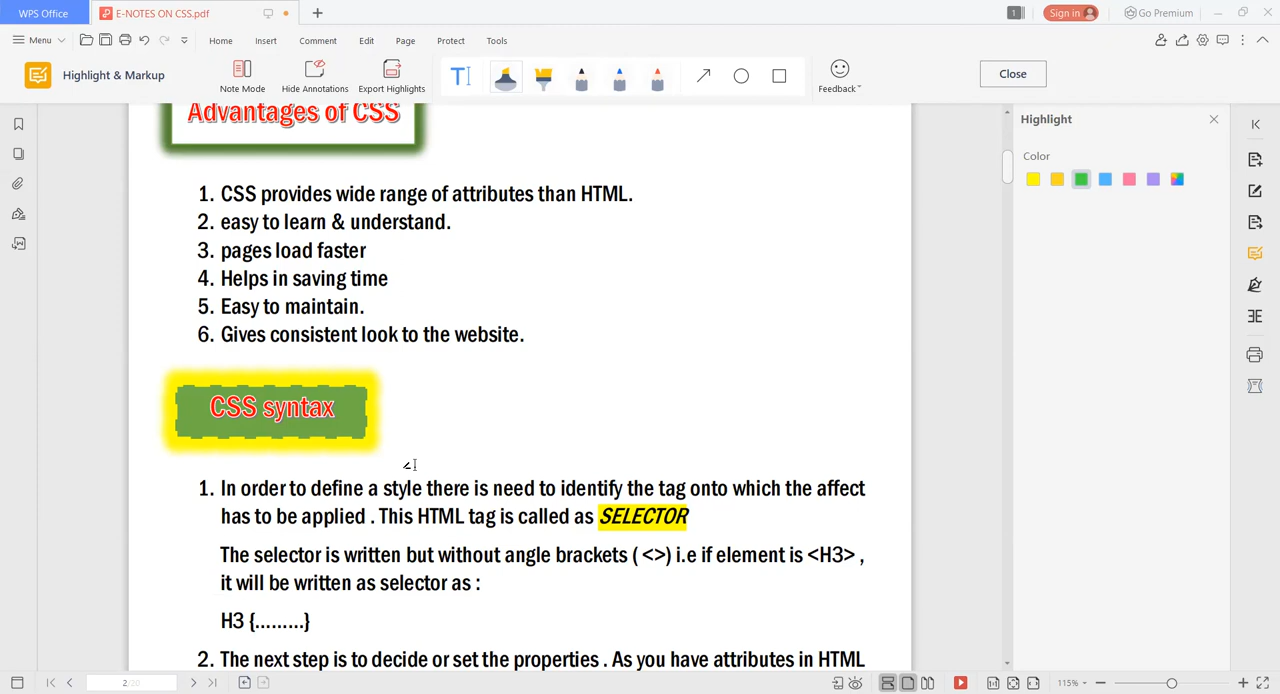 WPS Office
E-NOTES ON CSS.pdf
1
Sign in
Go Premium
Menu
Home
Insert
Comment
Edit
Page
Protect
Tools
Highlight & Markup
Note Mode
Hide Annotations
Export Highlights
Feedback
Close
Advantages of CSS
1. CSS provides wide range of attributes than HTML.
2. easy to learn & understand.
3. pages load faster
4. Helps in saving time
5. Easy to maintain.
6. Gives consistent look to the website.
CSS syntax
1. In order to define a style there is need to identify the tag onto which the affect
has to be applied . This HTML tag is called as SELECTOR
The selector is written but without angle brackets ( <>) i.e if element is <H3> ,
it will be written as selector as :
H3 {.........}
2. The next step is to decide or set the properties . As you have attributes in HTML
Highlight
Color
2/20
115%